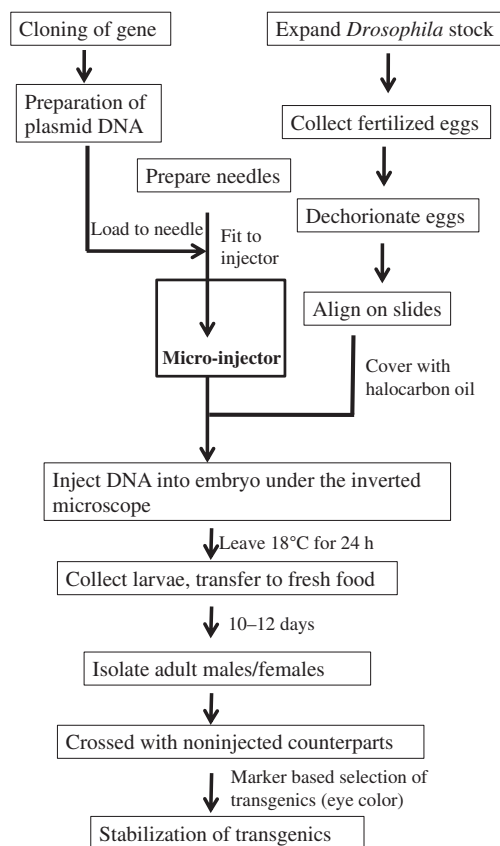 Cloning of gene
Expand Drosophila stock
Preparation of
plasmid DNA
Collect fertilized eggs
Prepare needles
Dechorionate eggs
Load to needle
Fit to
injector
Align on slides
Micro-injector
Cover with
halocarbon oil
Inject DNA into embryo under the inverted
microscope
Leave 18°C for 24 h
Collect larvae, transfer to fresh food
10–12 days
Isolate adult males/females
Crossed with noninjected counterparts
Marker based selection of
transgenics (eye color)
Stabilization of transgenics